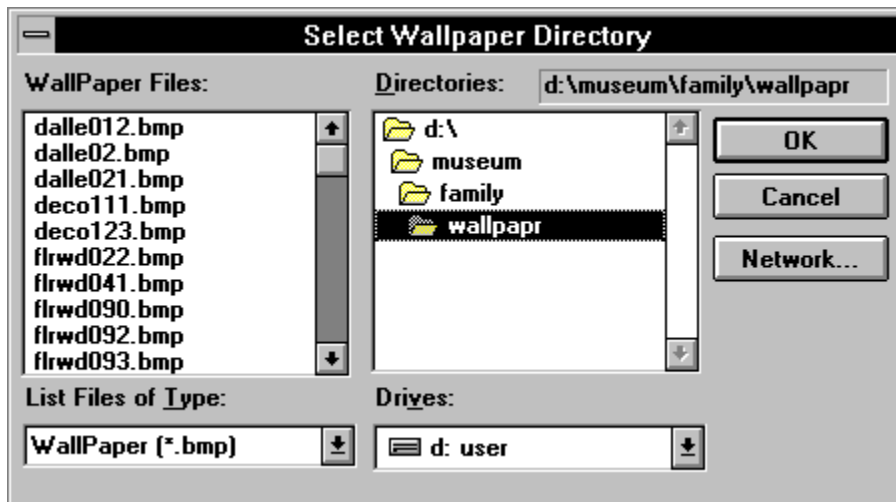 Select Wallpaper Directory
WallPaper Files:
dalle012.bmp
dalle02.bmp
dalle021.bmp
deco111.bmp
deco123.bmp
flrwd022.bmp
flrwd041.bmp
flrwd090.bmp
flrwd092.bmp
flrwd093.bmp
List Files of Type:
WallPaper (*.bmp)
Directories:
d:\museum\family\wallpapr
d:\
museum
family
wallpapr
Drives:
d: user
OK
Cancel
Network...